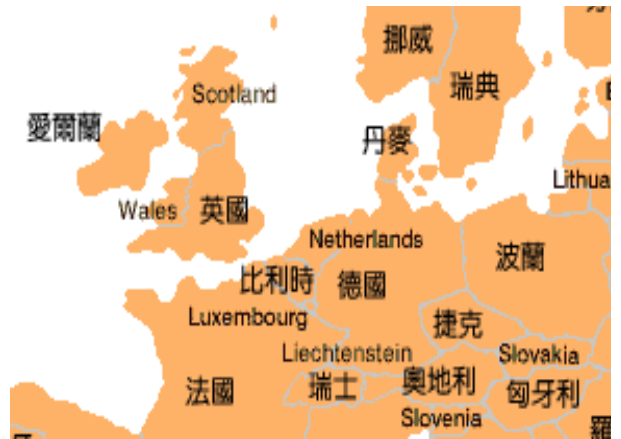 挪威
瑞典
Scotland
愛爾蘭
丹麥
Lithua
Wales
英國
Netherlands
波蘭
比利時
德國
Luxembourg
捷克
Liechtenstein
Slovakia
法國
瑞士
奧地利
匈牙利
Slovenia